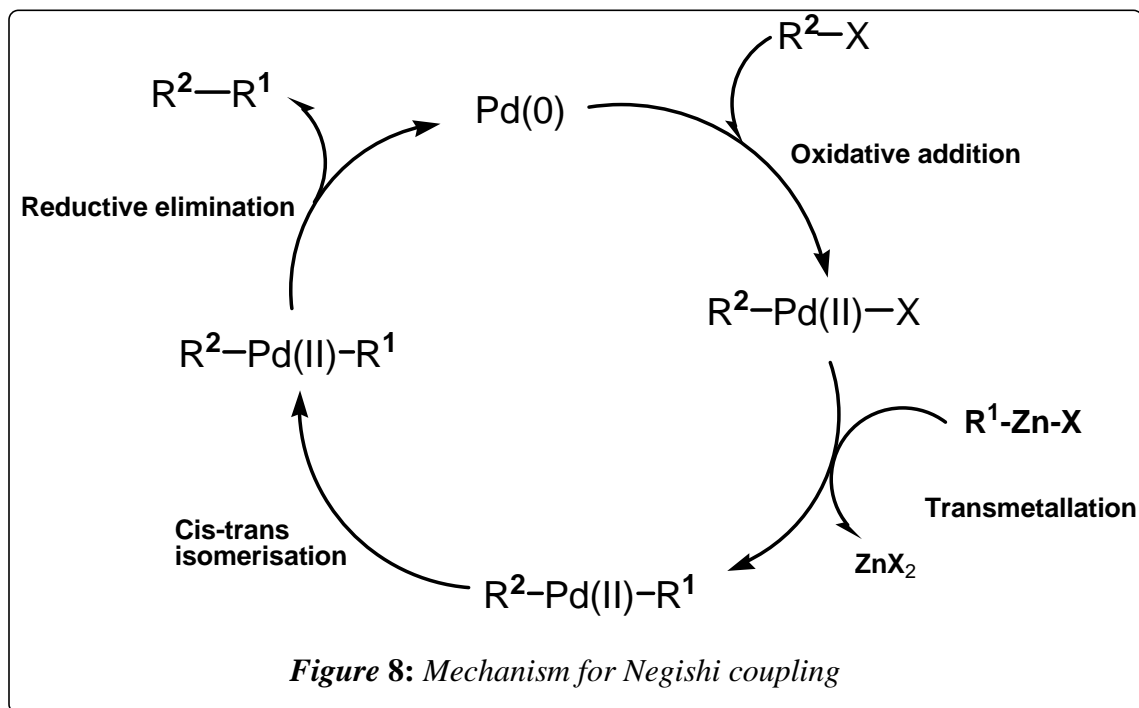 R²–X
R²–R¹
Pd(0)
Oxidative addition
Reductive elimination
R²–Pd(II)–X
R²–Pd(II)–R¹
R¹-Zn-X
Transmetallation
Cis-trans
isomerisation
ZnX₂
R²–Pd(II)–R¹
Figure 8: Mechanism for Negishi coupling